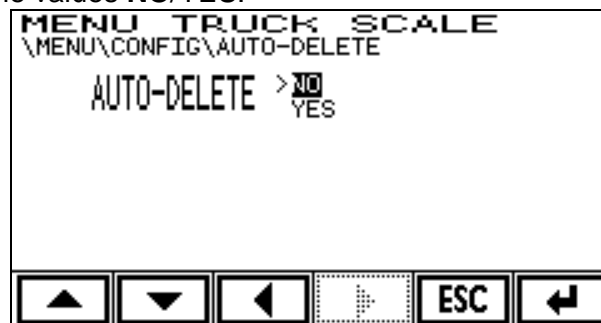 MENU TRUCK SCALE
\MENU\CONFIG\AUTO-DELETE
AUTO-DELETE >NO
YES
ESC